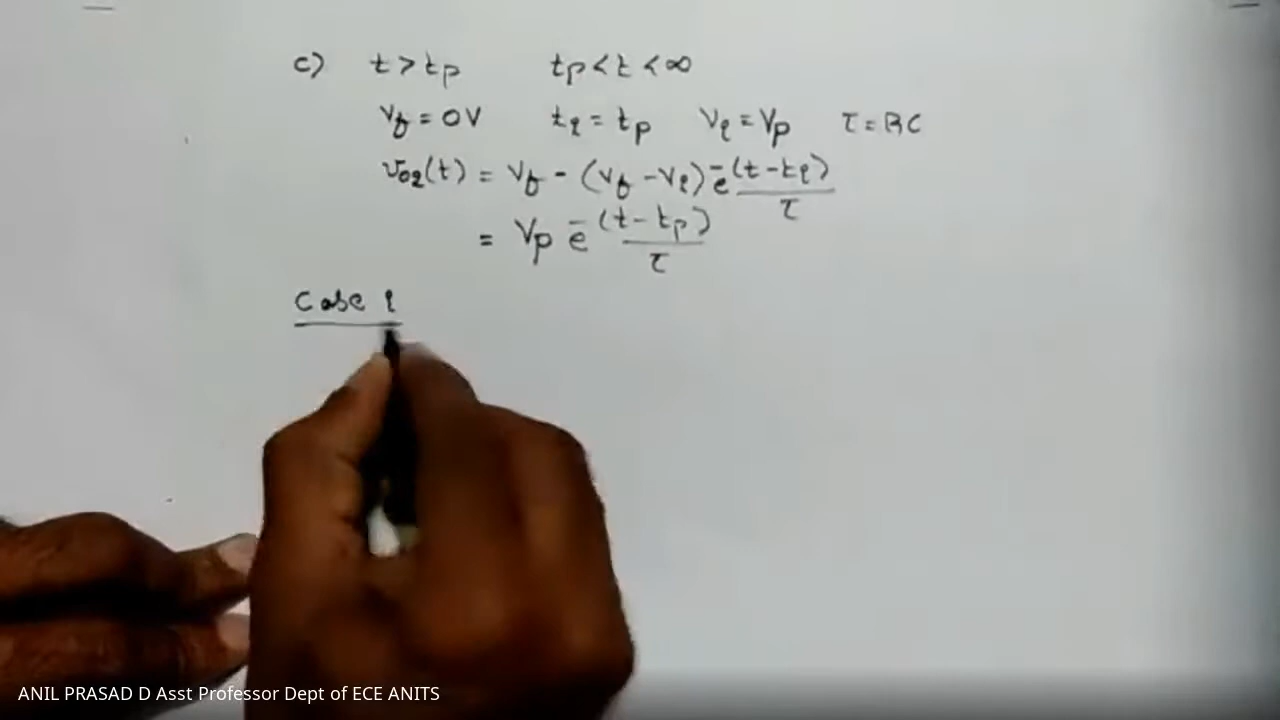 c) t > tp tp < t < ∞
Vf = 0V ti = tp Vi = Vp τ = RC
vo2(t) = Vf - (Vf - Vi) e^-(t - ti)/τ
= Vp e^-(t - tp)/τ
Case i
ANIL PRASAD D Asst Professor Dept of ECE ANITS